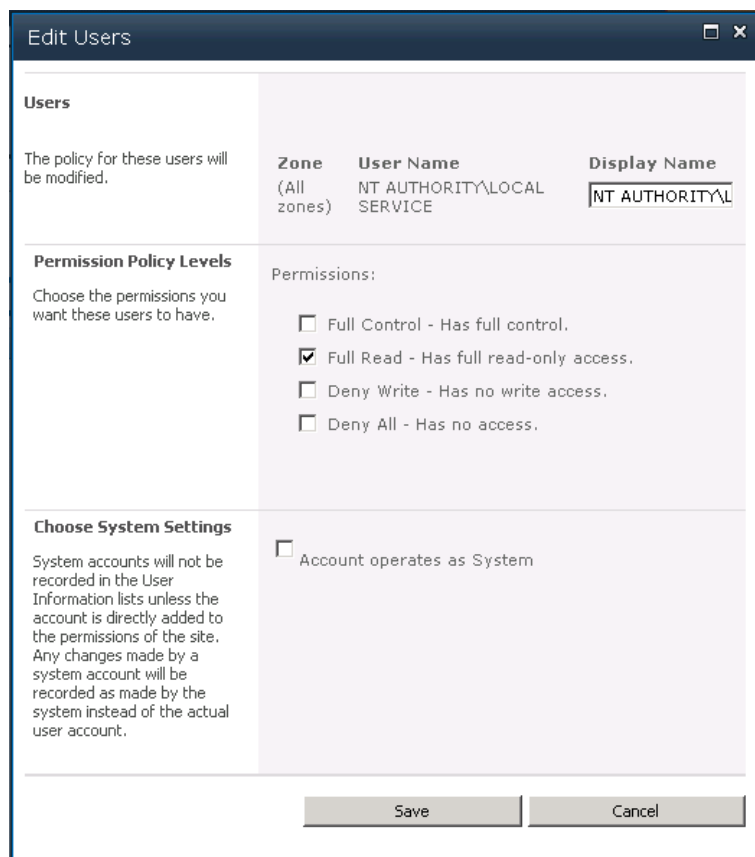 Edit Users
Users
The policy for these users will
be modified.
Zone User Name Display Name
(All NT AUTHORITY\LOCAL NT AUTHORITY\L
zones) SERVICE
Permission Policy Levels
Choose the permissions you
want these users to have.
Permissions:
Full Control - Has full control.
Full Read - Has full read-only access.
Deny Write - Has no write access.
Deny All - Has no access.
Choose System Settings
System accounts will not be
recorded in the User
Information lists unless the
account is directly added to
the permissions of the site.
Any changes made by a
system account will be
recorded as made by the
system instead of the actual
user account.
Account operates as System
Save Cancel